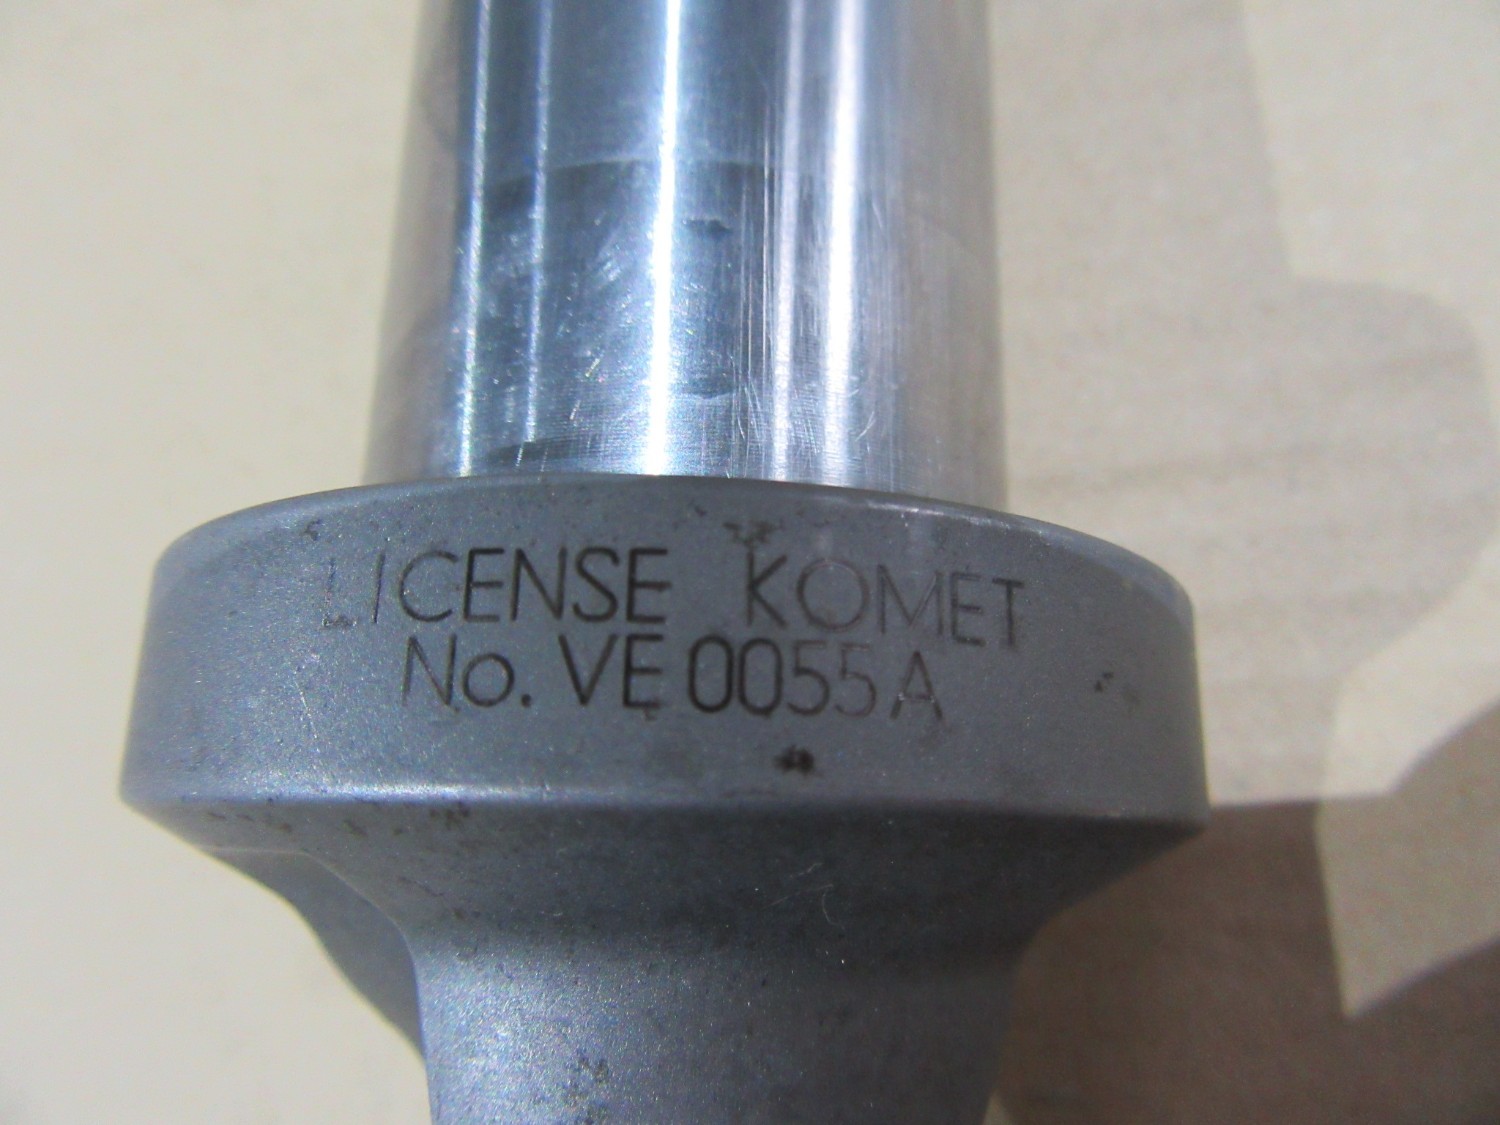 LICENSE KOMET
No. VE 0055 A